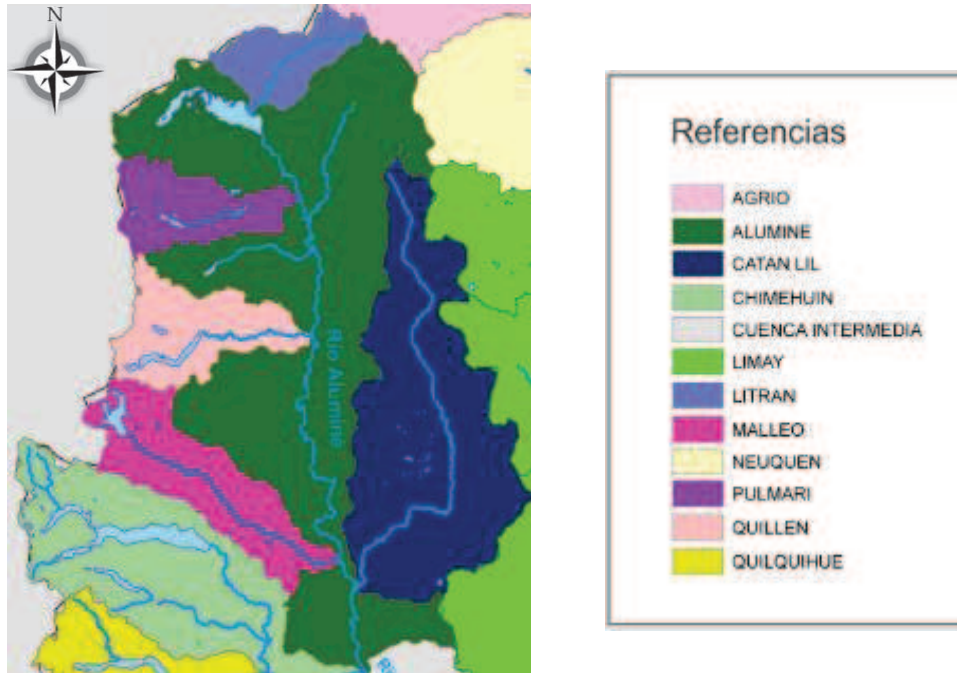 N
Río Aluminé
Referencias
AGRIO
ALUMINE
CATAN LIL
CHIMEHUIN
CUENCA INTERMEDIA
LIMAY
LITRAN
MALLEO
NEUQUEN
PULMARI
QUILLEN
QUILQUIHUE